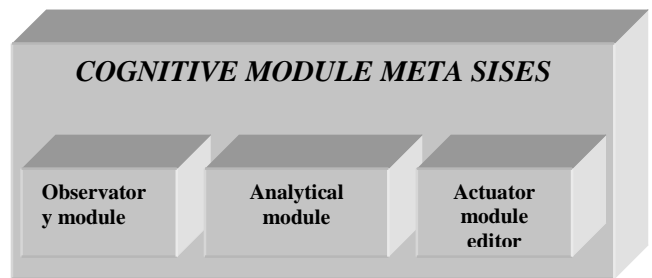 COGNITIVE MODULE META SISES
Observator
y module
Analytical
module
Actuator
module
editor